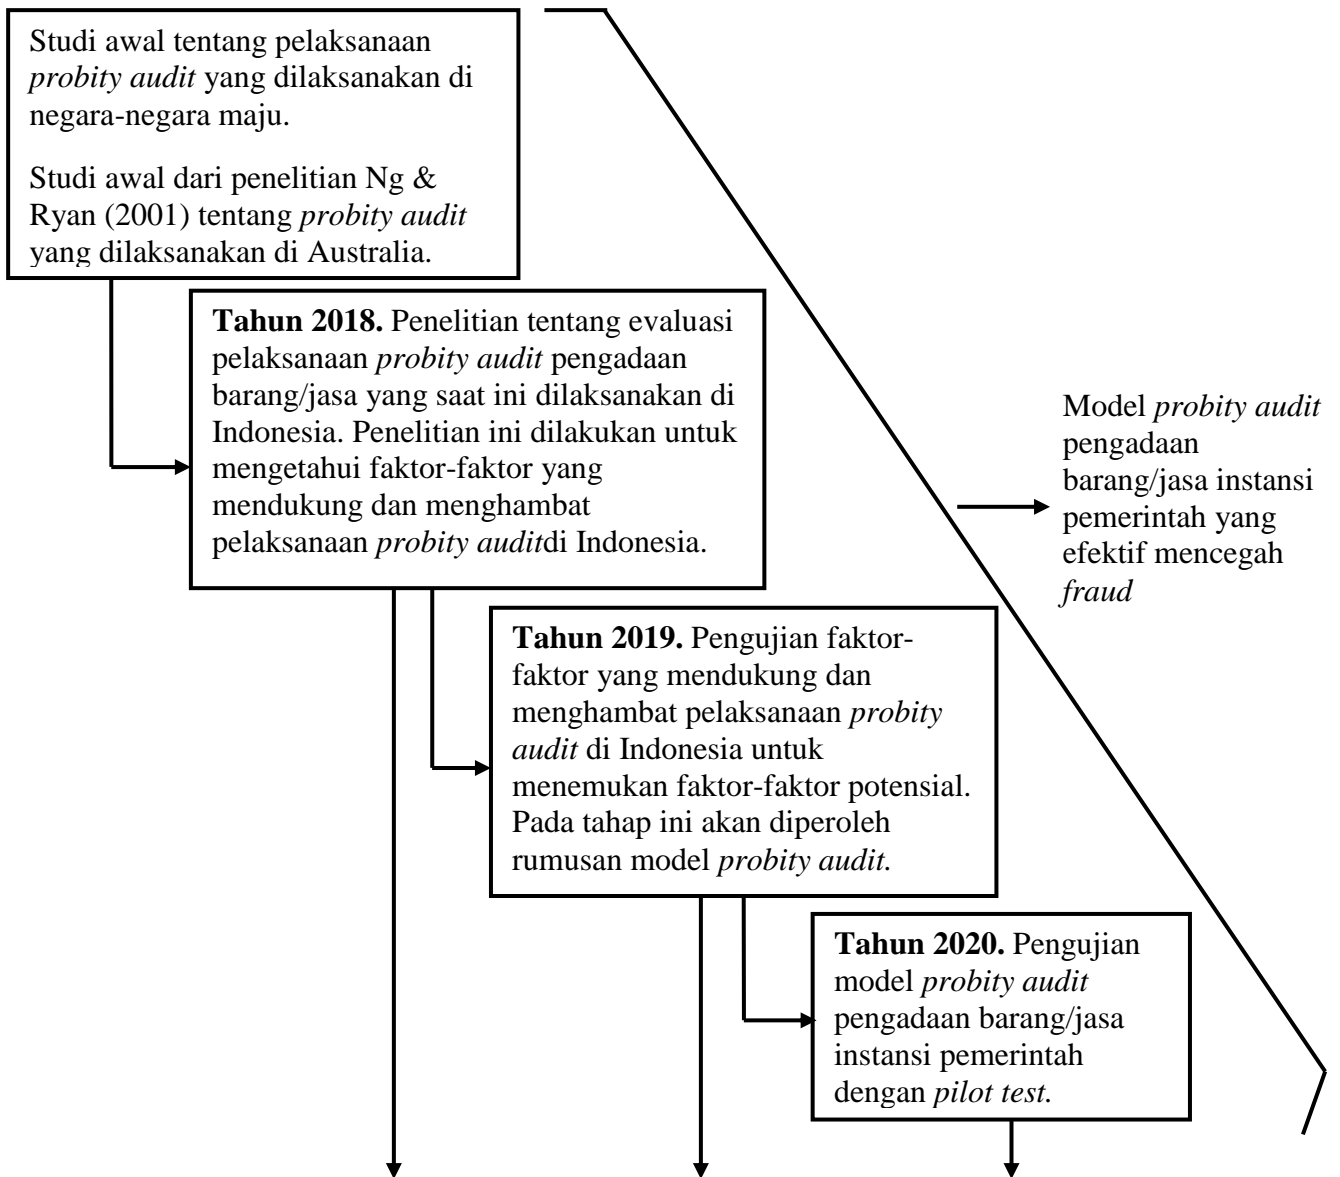 Studi awal tentang pelaksanaan
probity audit yang dilaksanakan di
negara-negara maju.
Studi awal dari penelitian Ng &
Ryan (2001) tentang probity audit
yang dilaksanakan di Australia.
Tahun 2018. Penelitian tentang evaluasi
pelaksanaan probity audit pengadaan
barang/jasa yang saat ini dilaksanakan di
Indonesia. Penelitian ini dilakukan untuk
mengetahui faktor-faktor yang
mendukung dan menghambat
pelaksanaan probity auditdi Indonesia.
Model probity audit
pengadaan
barang/jasa instansi
pemerintah yang
efektif mencegah
fraud
Tahun 2019. Pengujian faktor-
faktor yang mendukung dan
menghambat pelaksanaan probity
audit di Indonesia untuk
menemukan faktor-faktor potensial.
Pada tahap ini akan diperoleh
rumusan model probity audit.
Tahun 2020. Pengujian
model probity audit
pengadaan barang/jasa
instansi pemerintah
dengan pilot test.